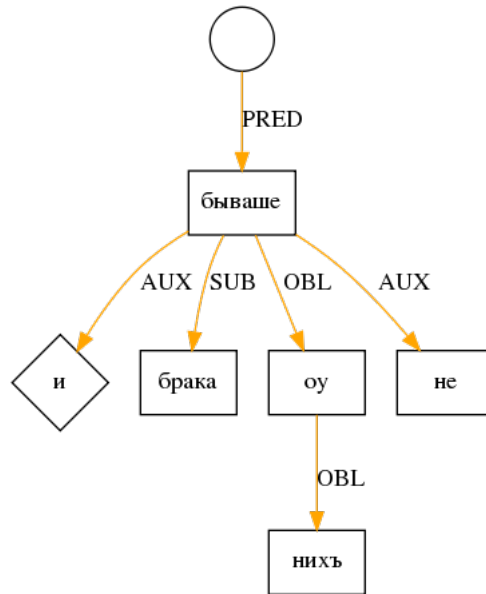 PRED
бываше
AUX SUB OBL AUX
и брака оу не
OBL
нихъ